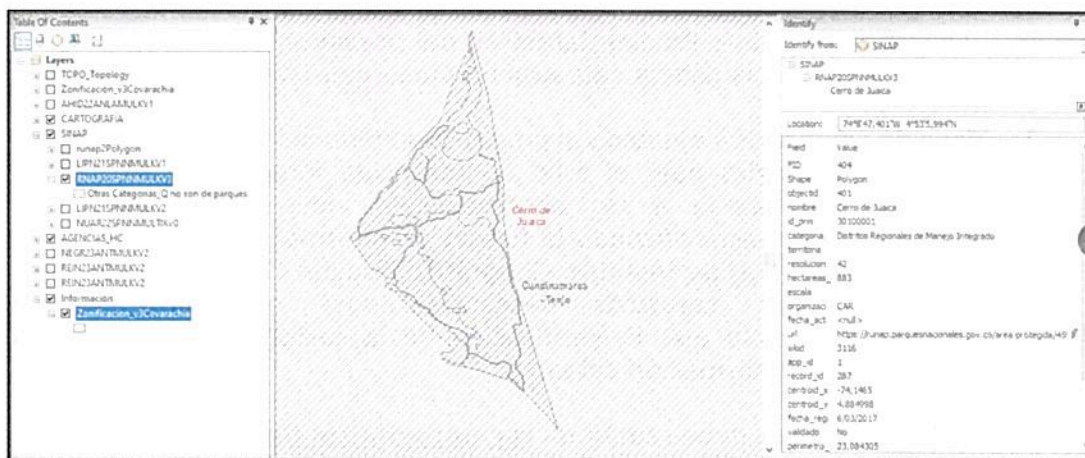 Table Of Contents
Layers
TOPO_Topology
Zonificacion_v3Covarachia
AHID22ANLAMULKV1
CARTOGRAFIA
SINAP
runap2Polygon
LIPN21SPNNMULKV1
RNAP20SPNNMULKV3
Otras Categorias_Q no son de parques
LIPN21SPNNMULKV2
NUAR22SPNNMULTIKV0
AGENCIAS_HC
NEGR23ANTMULKV2
REIN23ANTMULKV2
REIN23ANTMULKV2
Información
Zonificacion_v3Covarachia
Cerro de
Juaca
Cundinamarca
- Tenjo
Identify
Identify from: SINAP
SINAP
RNAP20SPNNMULKV3
Cerro de Juaca
Location:
Field Value
FID 404
Shape Polygon
objectid 401
nombre Cerro de Juaca
id_pnn 30100001
categoria Distritos Regionales de Manejo Integrado
territoria
resolucion 42
hectareas_ 883
escala
organizaci CAR
fecha_act <null>
url https://runap.parquesnacionales.gov.co/area-protegida/49
wkid 3116
app_id 1
record_id 287
centroid_x -74,1465
centroid_y 4,884998
fecha_reg 6/03/2017
validado No
perimetro_ 23,084305